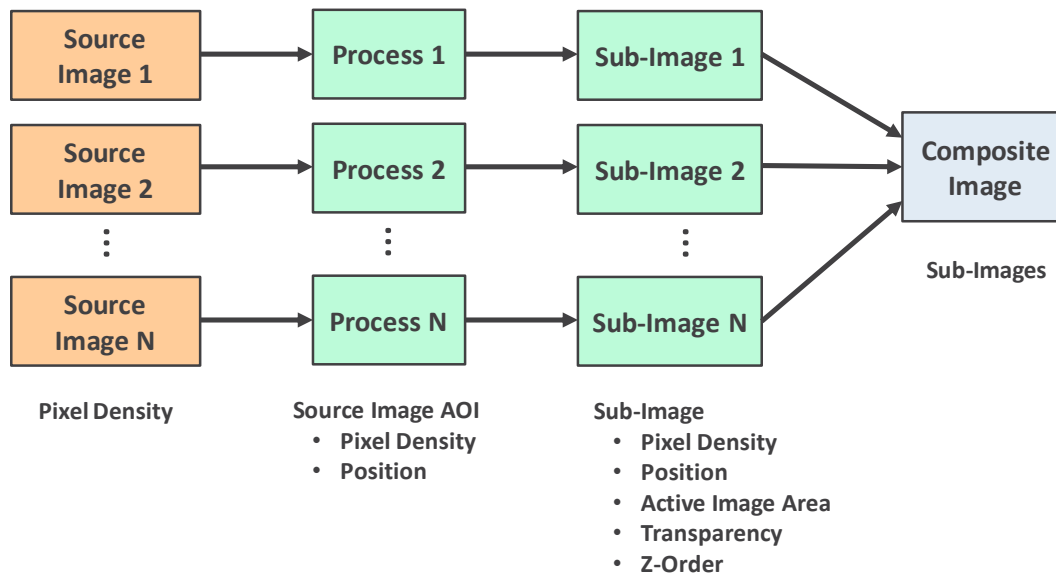 Source
Image 1
Process 1
Sub-Image 1
Source
Image 2
Process 2
Sub-Image 2
Composite
Image
Sub-Images
Source
Image N
Process N
Sub-Image N
Pixel Density
Source Image AOI
• Pixel Density
• Position
Sub-Image
• Pixel Density
• Position
• Active Image Area
• Transparency
• Z-Order